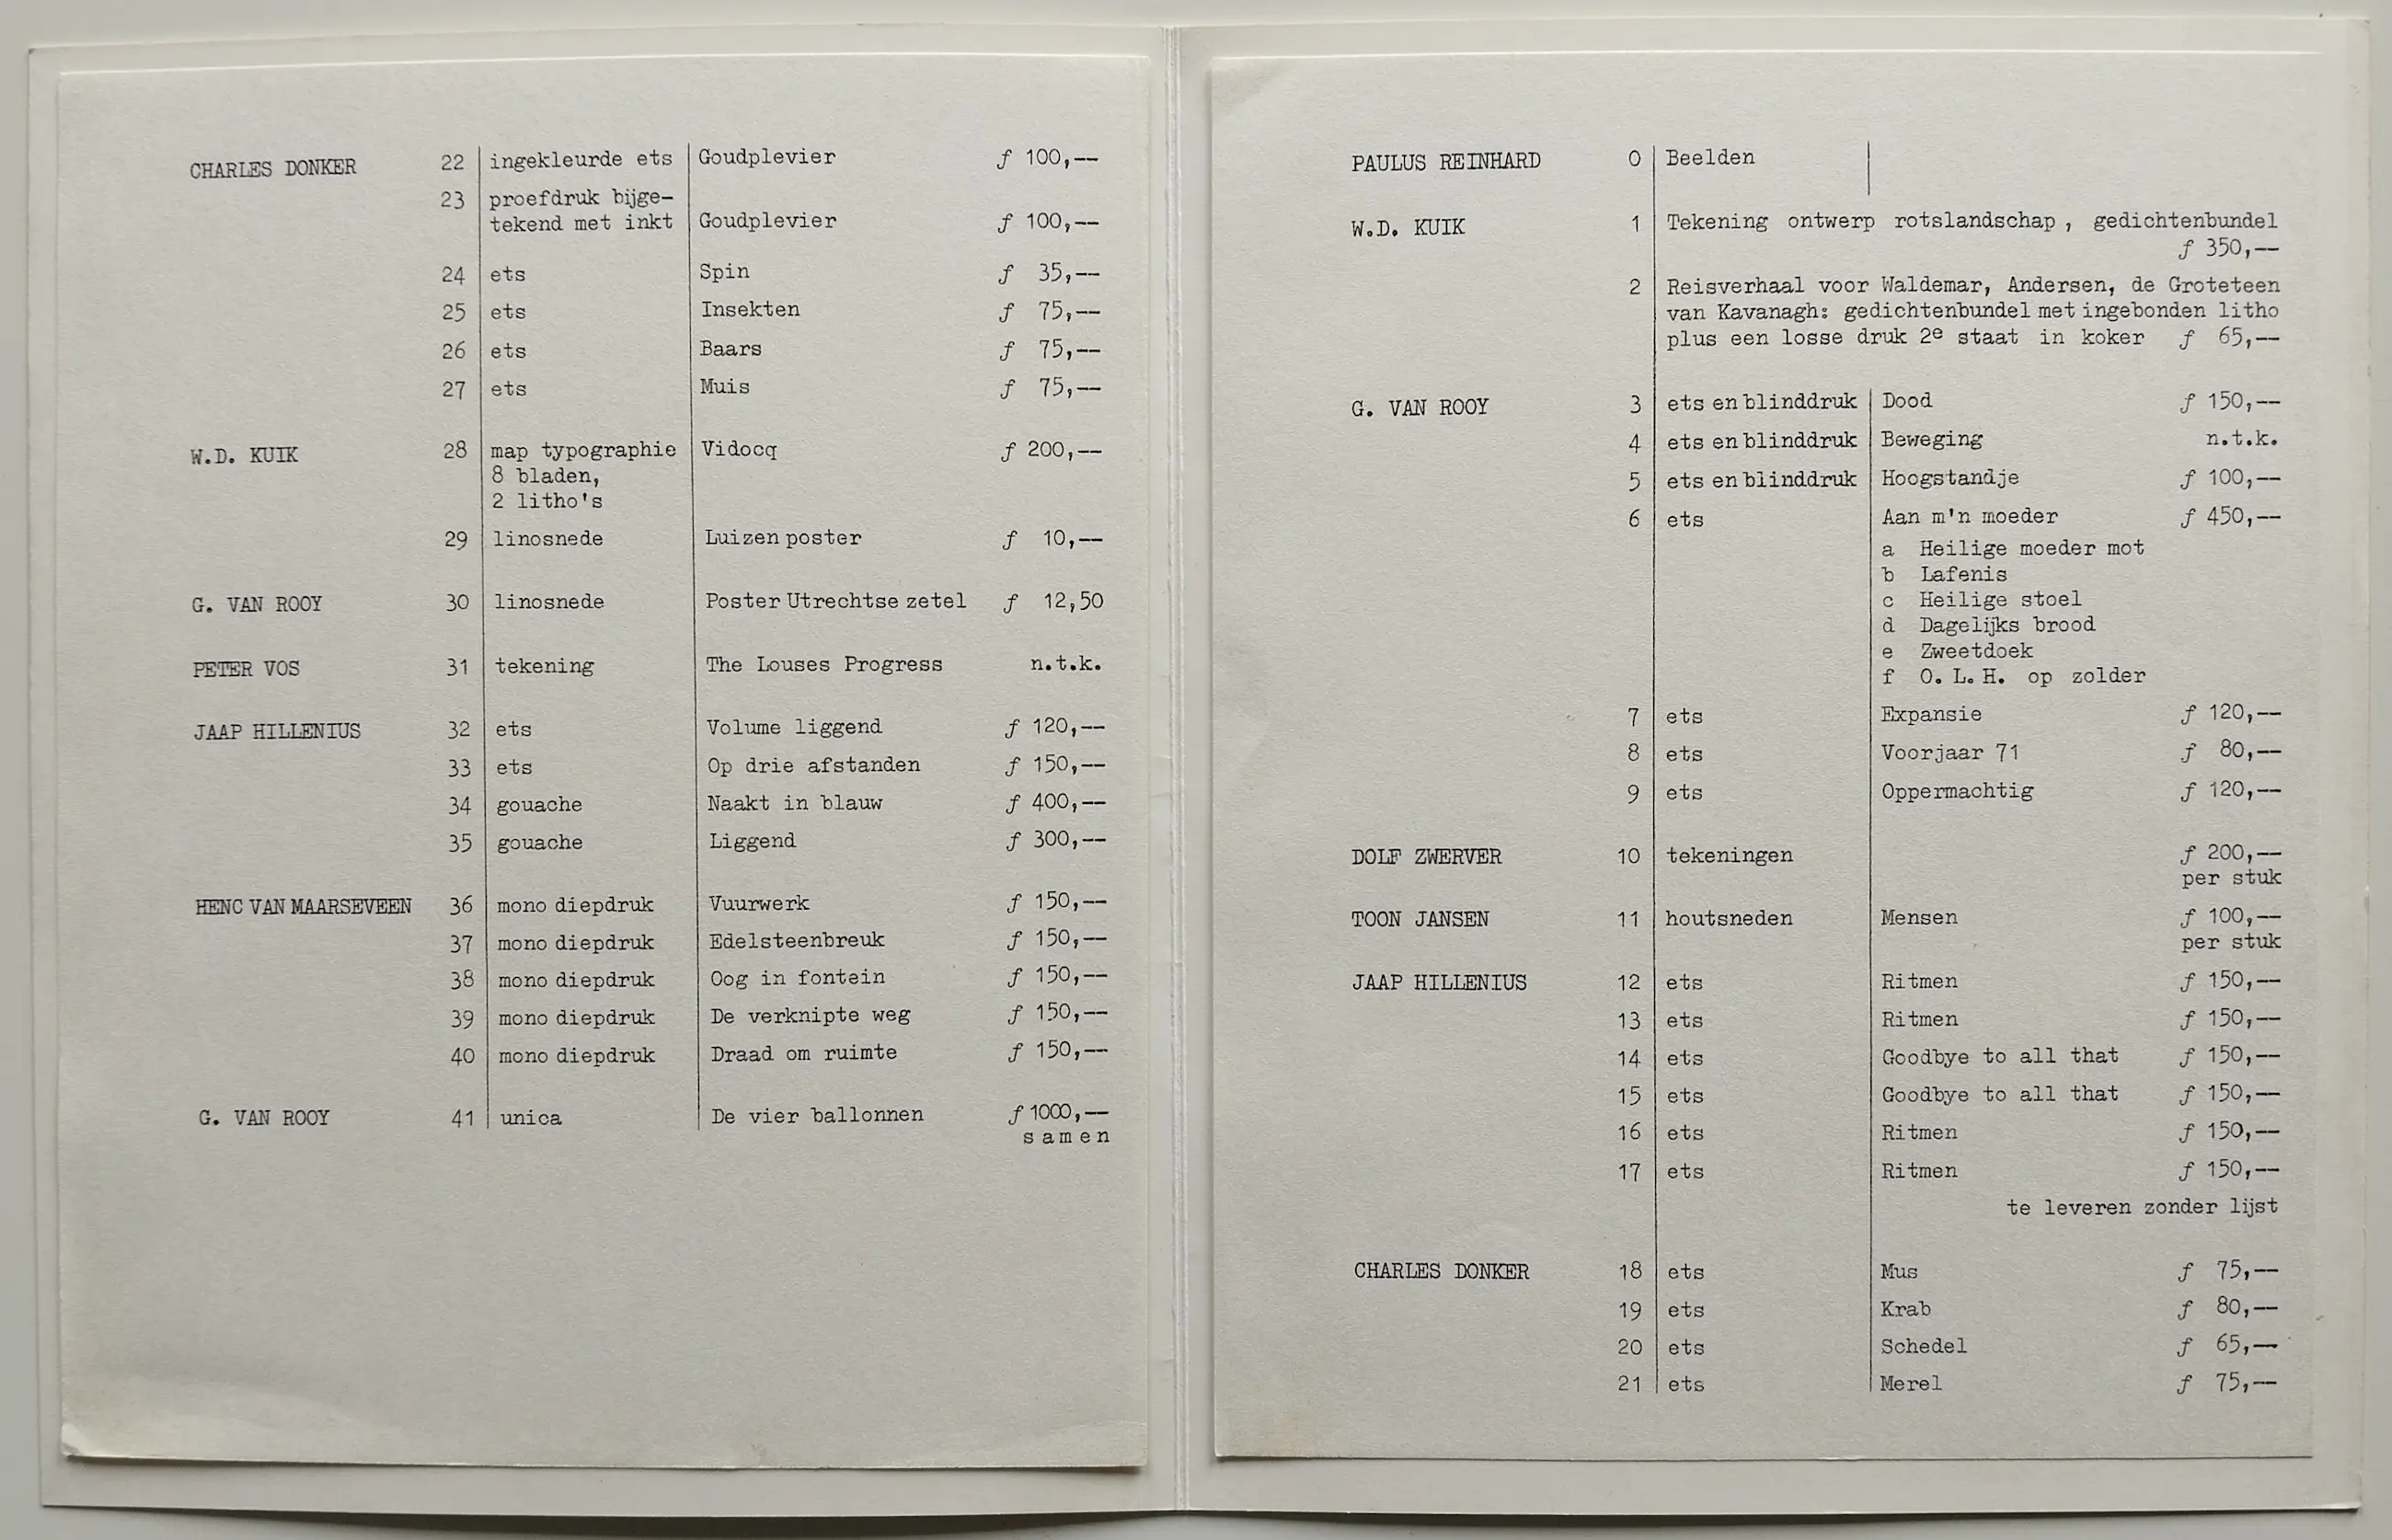 CHARLES DONKER 22 ingekleurde ets Goudplevier ƒ 100,--
23 proefdruk bijge-
tekend met inkt Goudplevier ƒ 100,--
24 ets Spin ƒ 35,--
25 ets Insekten ƒ 75,--
26 ets Baars ƒ 75,--
27 ets Muis ƒ 75,--
W.D. KUIK 28 map typographie Vidocq ƒ 200,--
8 bladen,
2 litho's
29 linosnede Luizen poster ƒ 10,--
G. VAN ROOY 30 linosnede Poster Utrechtse zetel ƒ 12,50
PETER VOS 31 tekening The Louses Progress n.t.k.
JAAP HILLENIUS 32 ets Volume liggend ƒ 120,--
33 ets Op drie afstanden ƒ 150,--
34 gouache Naakt in blauw ƒ 400,--
35 gouache Liggend ƒ 300,--
HENC VAN MAARSEVEEN 36 mono diepdruk Vuurwerk ƒ 150,--
37 mono diepdruk Edelsteenbreuk ƒ 150,--
38 mono diepdruk Oog in fontein ƒ 150,--
39 mono diepdruk De verknipte weg ƒ 150,--
40 mono diepdruk Draad om ruimte ƒ 150,--
G. VAN ROOY 41 unica De vier ballonnen ƒ 1000,--
samen
PAULUS REINHARD 0 Beelden
W.D. KUIK 1 Tekening ontwerp rotslandschap, gedichtenbundel
ƒ 350,--
2 Reisverhaal voor Waldemar, Andersen, de Groteteen
van Kavanagh: gedichtenbundel met ingebonden litho
plus een losse druk 2e staat in koker ƒ 65,--
G. VAN ROOY 3 ets en blinddruk Dood ƒ 150,--
4 ets en blinddruk Beweging n.t.k.
5 ets en blinddruk Hoogstandje ƒ 100,--
6 ets Aan m'n moeder ƒ 450,--
a Heilige moeder mot
b Lafenis
c Heilige stoel
d Dagelijks brood
e Zweetdoek
f O.L.H. op zolder
7 ets Expansie ƒ 120,--
8 ets Voorjaar 71 ƒ 80,--
9 ets Oppermachtig ƒ 120,--
DOLF ZWERVER 10 tekeningen ƒ 200,--
per stuk
TOON JANSEN 11 houtsneden Mensen ƒ 100,--
per stuk
JAAP HILLENIUS 12 ets Ritmen ƒ 150,--
13 ets Ritmen ƒ 150,--
14 ets Goodbye to all that ƒ 150,--
15 ets Goodbye to all that ƒ 150,--
16 ets Ritmen ƒ 150,--
17 ets Ritmen ƒ 150,--
te leveren zonder lijst
CHARLES DONKER 18 ets Mus ƒ 75,--
19 ets Krab ƒ 80,--
20 ets Schedel ƒ 65,--
21 ets Merel ƒ 75,--